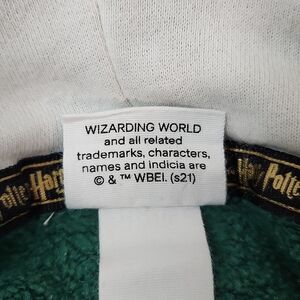 WIZARDING WORLD
and all related
trademarks, characters,
names and indicia are
© & ™ WBEI. (s21)
Harry Potter